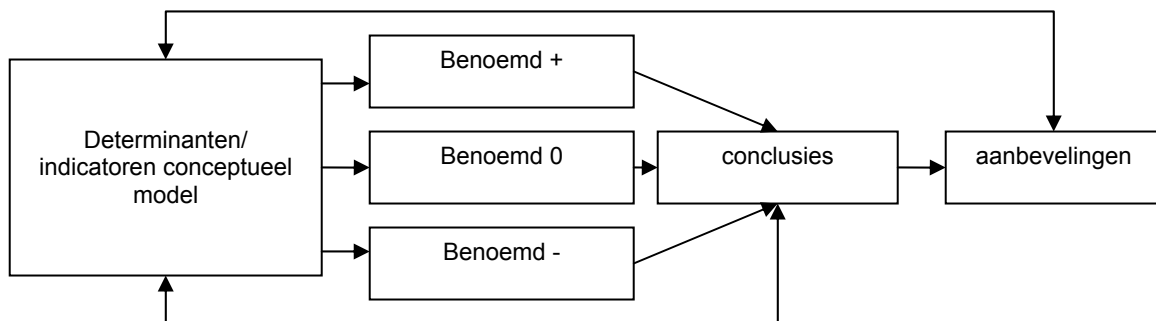 Determinanten/
indicatoren conceptueel
model
Benoemd +
Benoemd 0
Benoemd -
conclusies
aanbevelingen